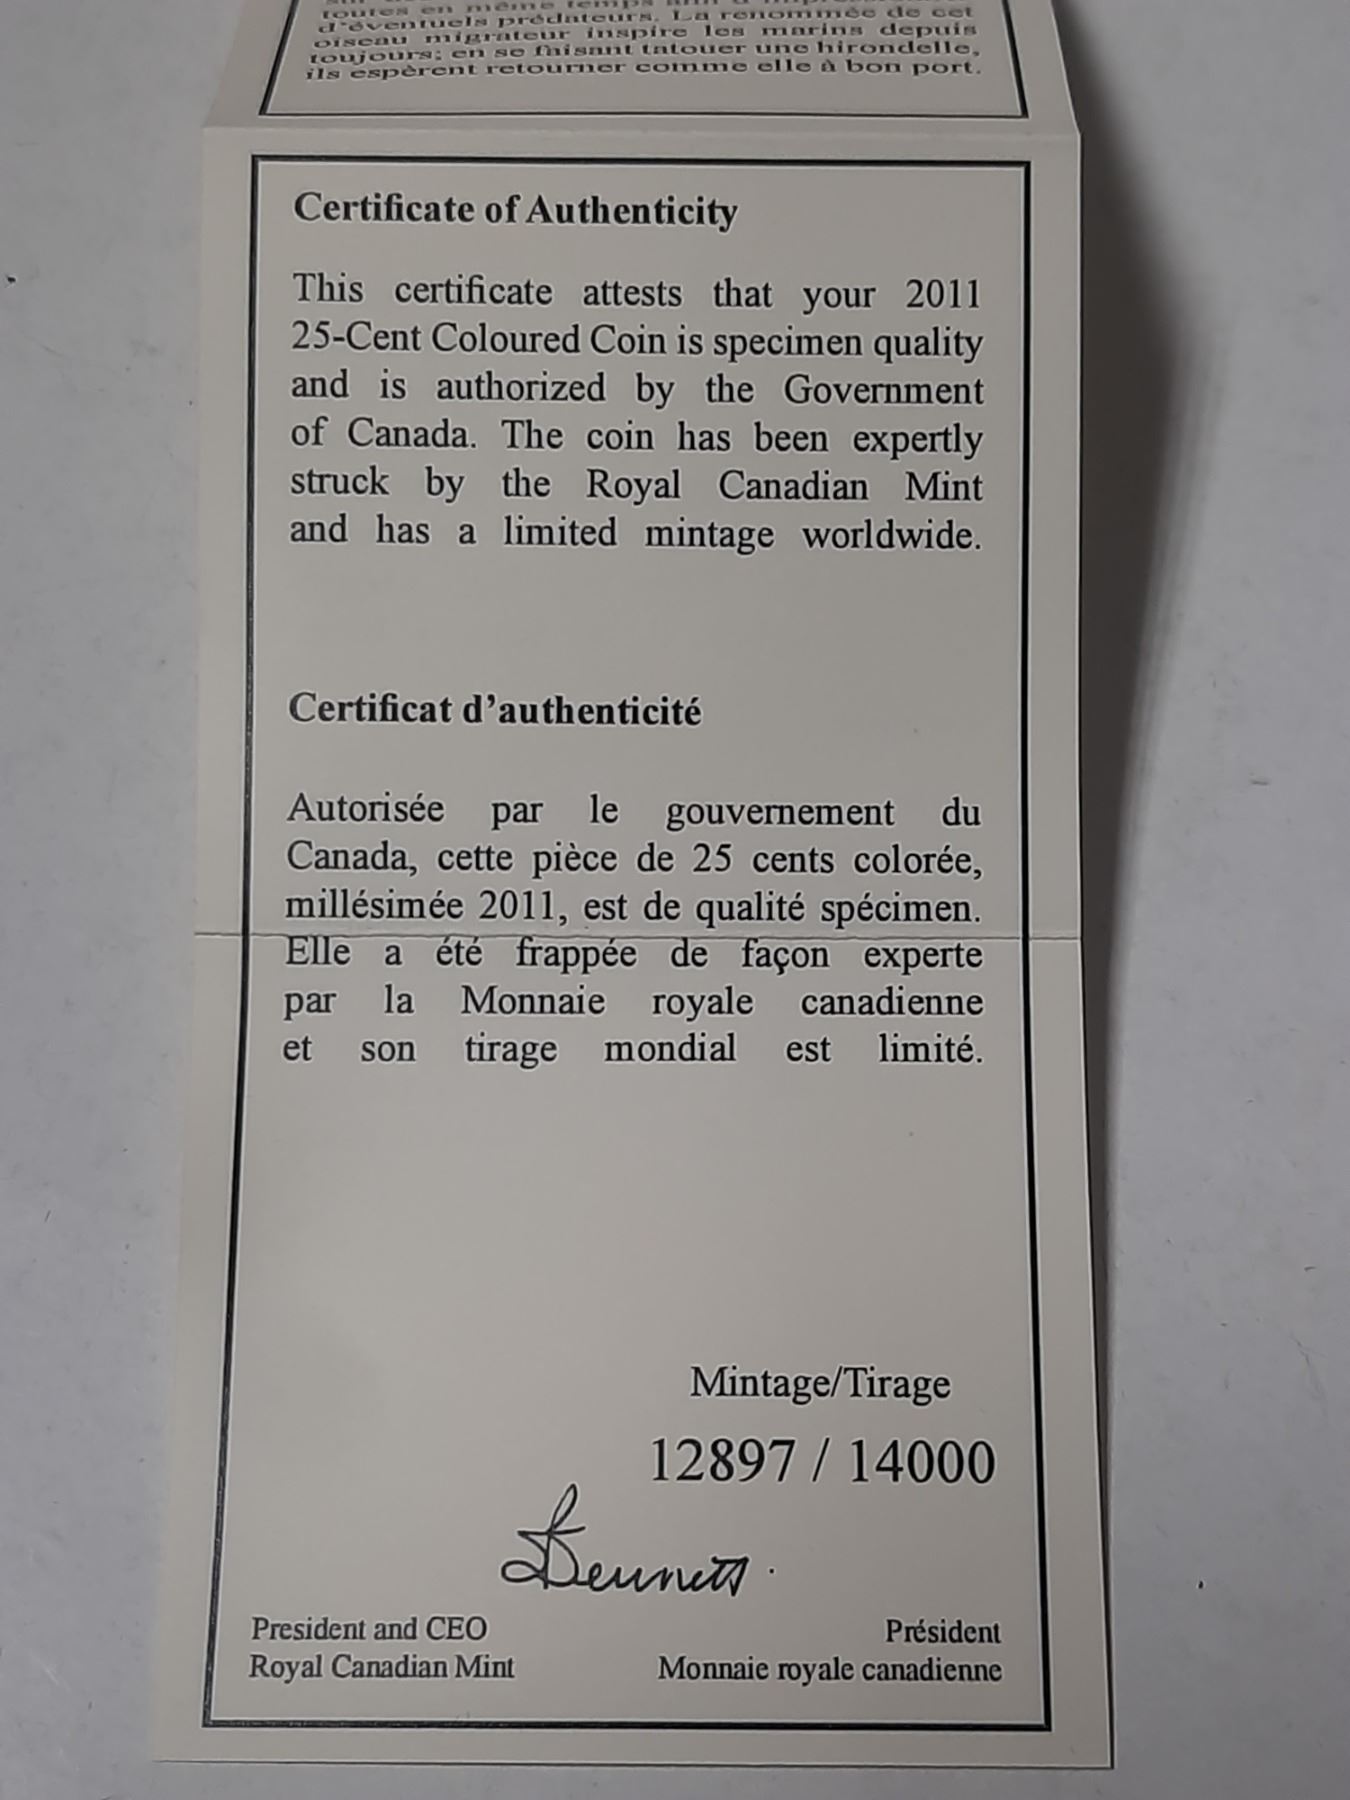 toutes en même temps afin d'impressionner
d'éventuels prédateurs. La renommée de cet
oiseau migrateur inspire les marins depuis
toujours; en se faisant tatouer une hirondelle,
ils espèrent retourner comme elle à bon port.
Certificate of Authenticity
This certificate attests that your 2011
25-Cent Coloured Coin is specimen quality
and is authorized by the Government
of Canada. The coin has been expertly
struck by the Royal Canadian Mint
and has a limited mintage worldwide.
Certificat d'authenticité
Autorisée par le gouvernement du
Canada, cette pièce de 25 cents colorée,
millésimée 2011, est de qualité spécimen.
Elle a été frappée de façon experte
par la Monnaie royale canadienne
et son tirage mondial est limité.
Mintage/Tirage
12897 / 14000
Bennett
President and CEO
Royal Canadian Mint
Président
Monnaie royale canadienne